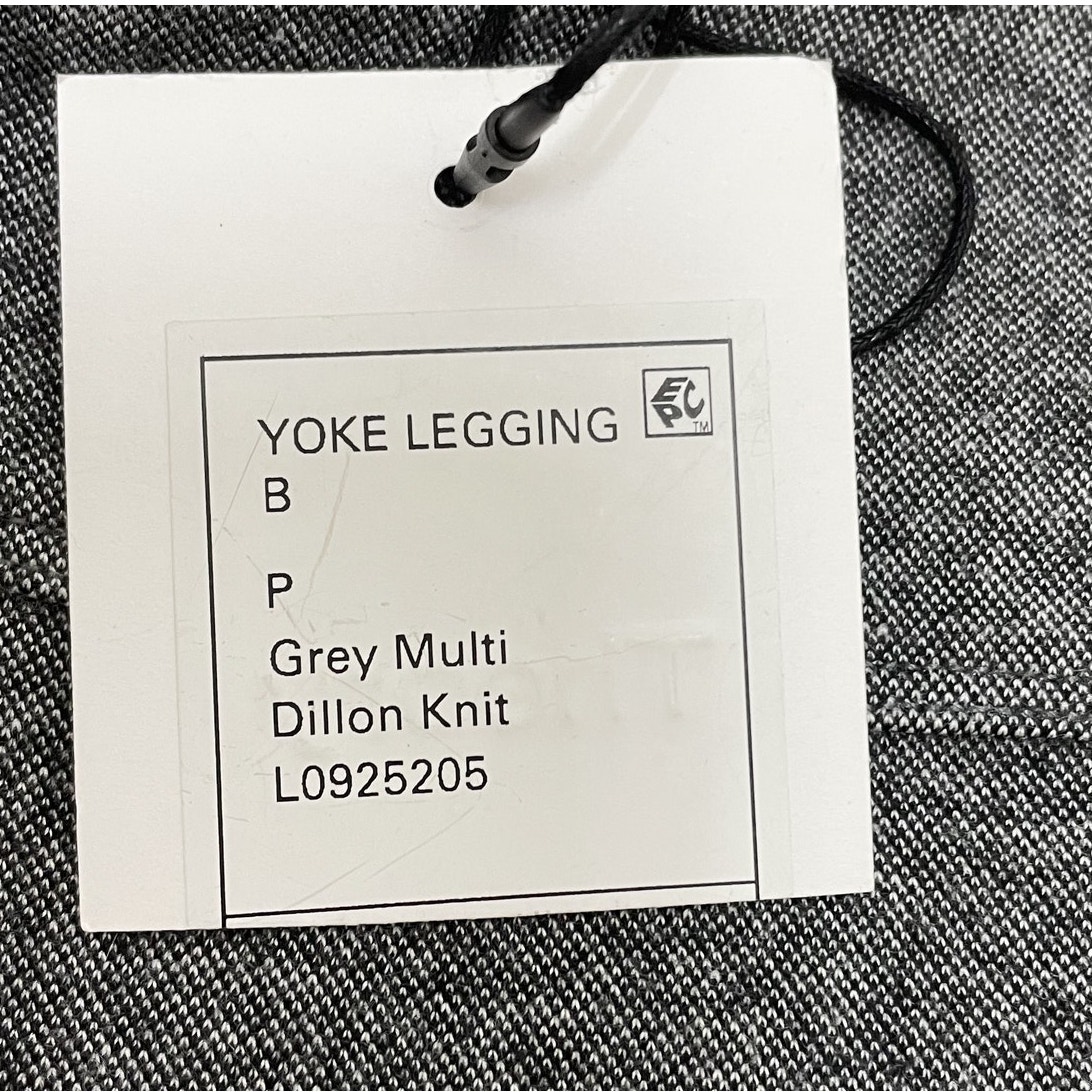 YOKE LEGGING
EPC
TM
B
P
Grey Multi
Dillon Knit
L0925205